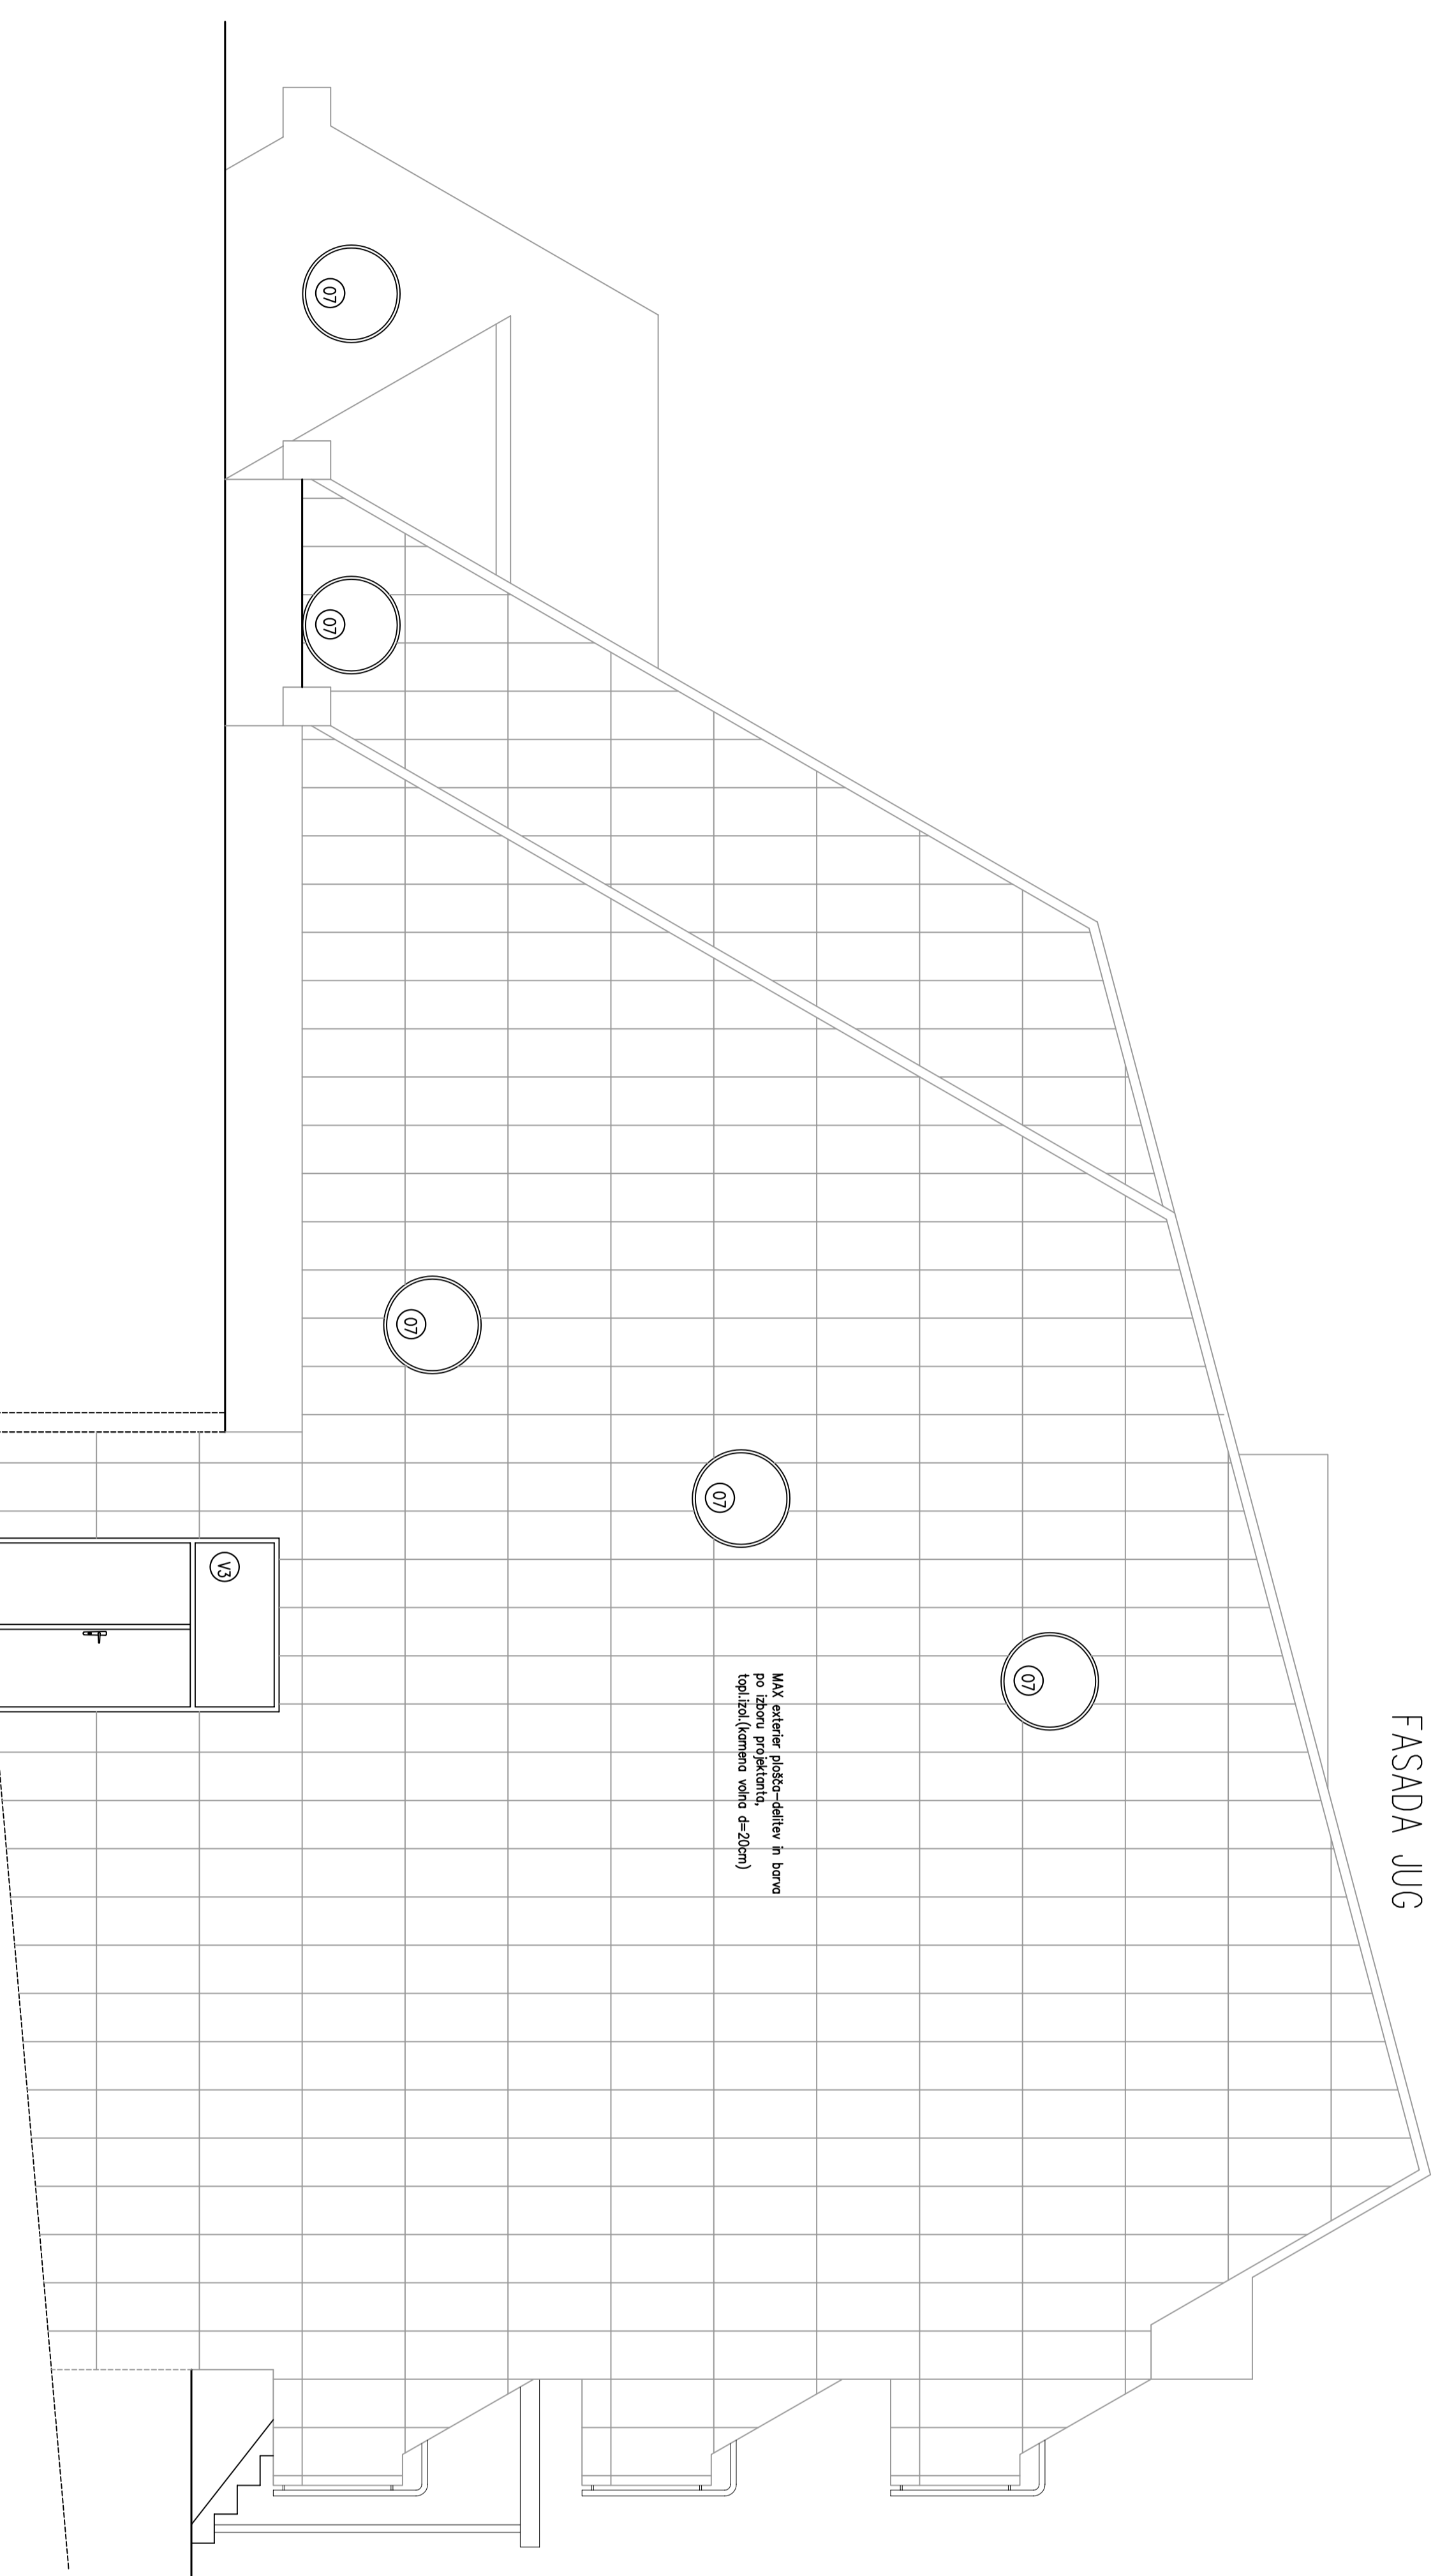 FASADA JUG
07
07
07
07
07
V3
MAX exterier plošča-delitev in barva
po izboru projektanta,
topl.izol.(kamena volna d=20cm)